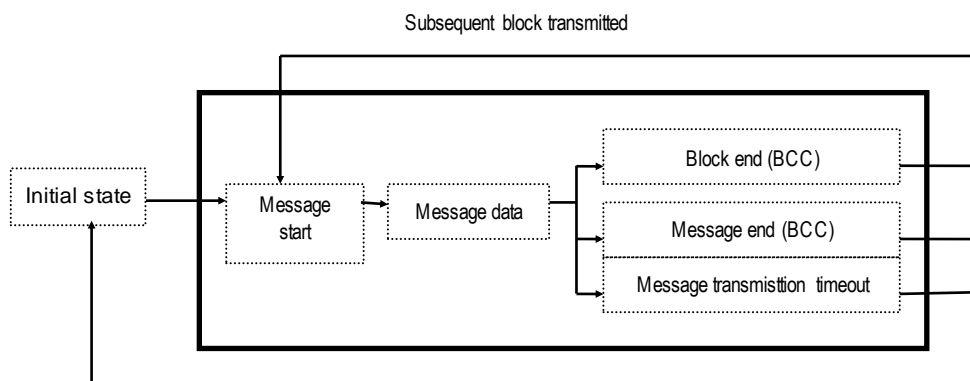 Subsequent block transmitted
Block end (BCC)
Initial state
Message
start
Message data
Message end (BCC)
Message transmisttion timeout